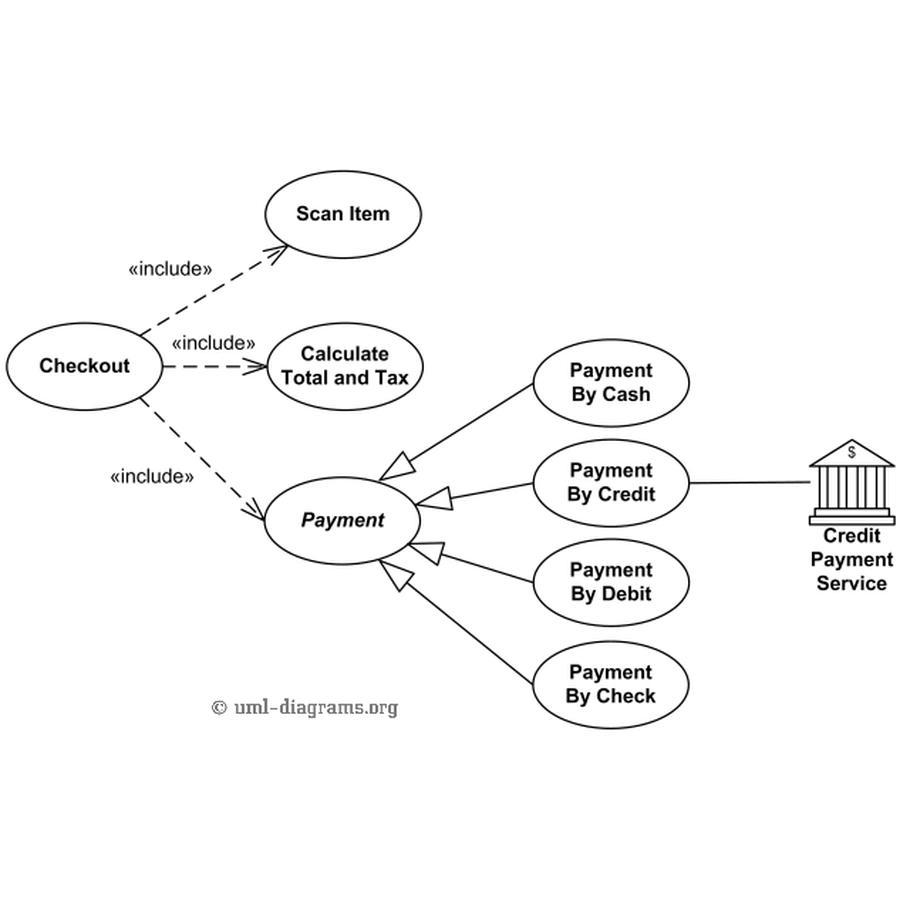 Scan Item
«include»
«include»
Checkout
Calculate
Total and Tax
«include»
Payment
Payment
By Cash
Payment
By Credit
Payment
By Debit
Payment
By Check
$
Credit
Payment
Service
© uml-diagrams.org